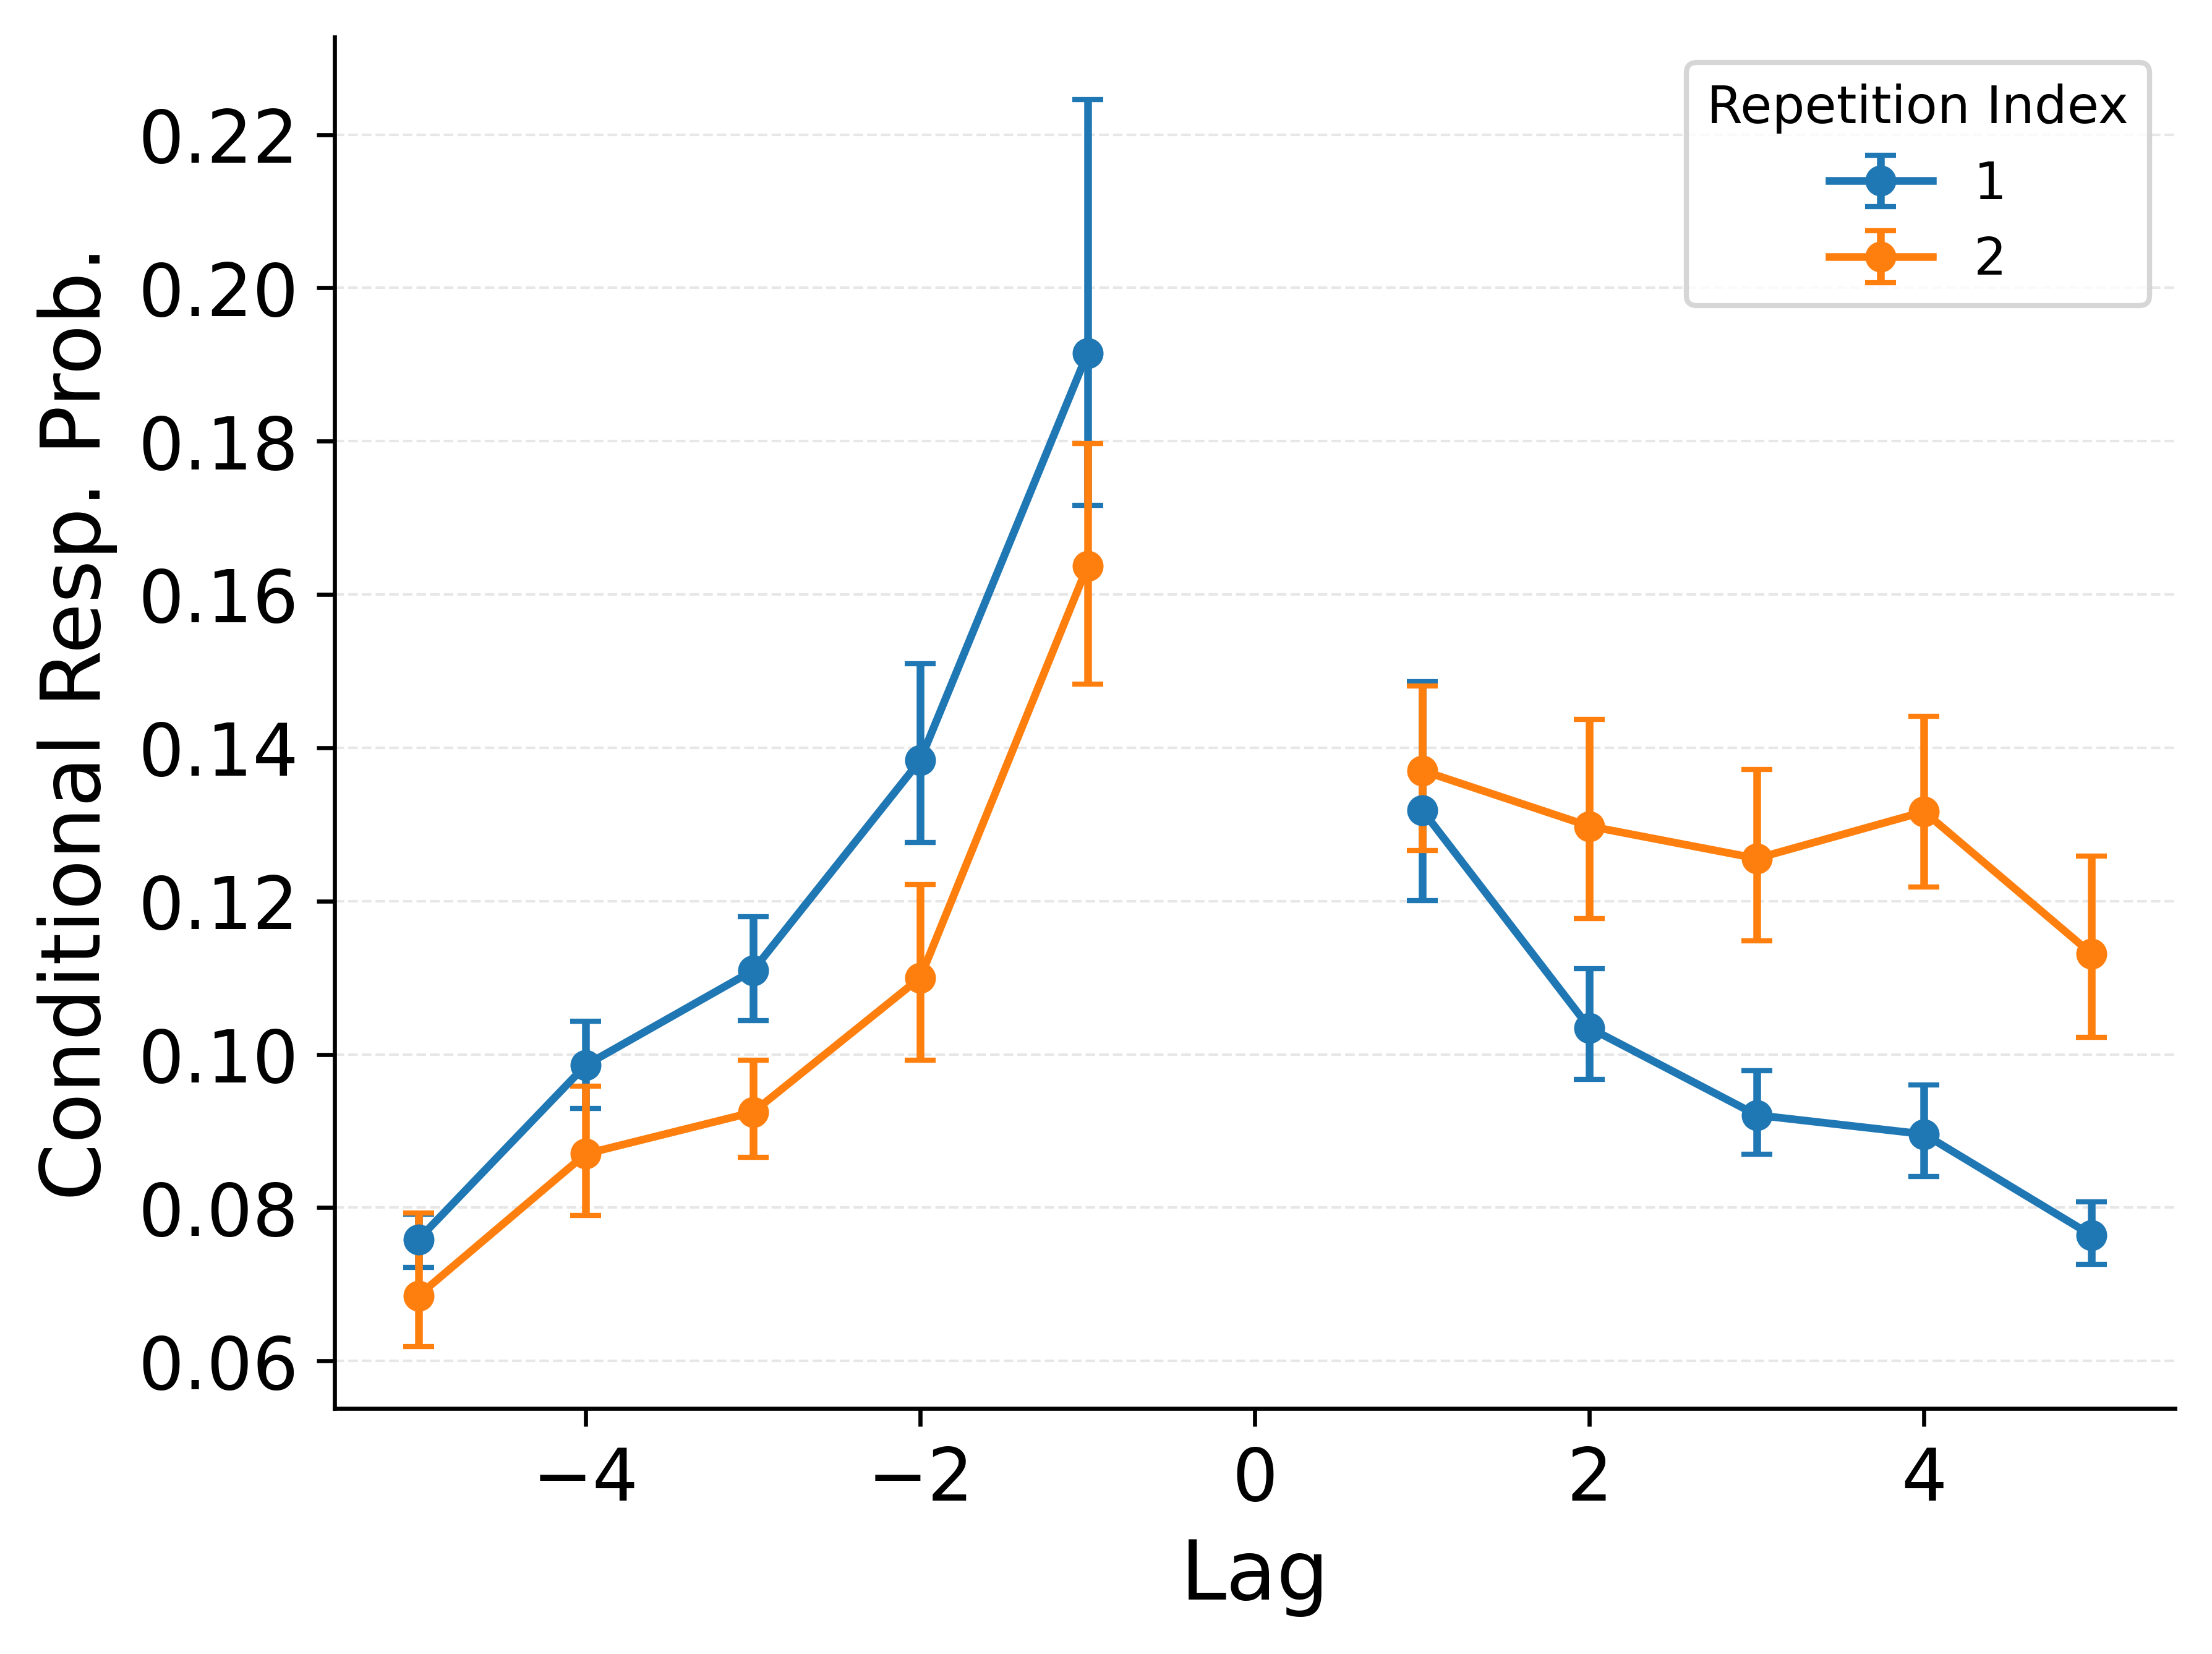 Repetition Index
1
2
Conditional Resp. Prob.
0.22
0.20
0.18
0.16
0.14
0.12
0.10
0.08
0.06
−4 −2 0 2 4
Lag